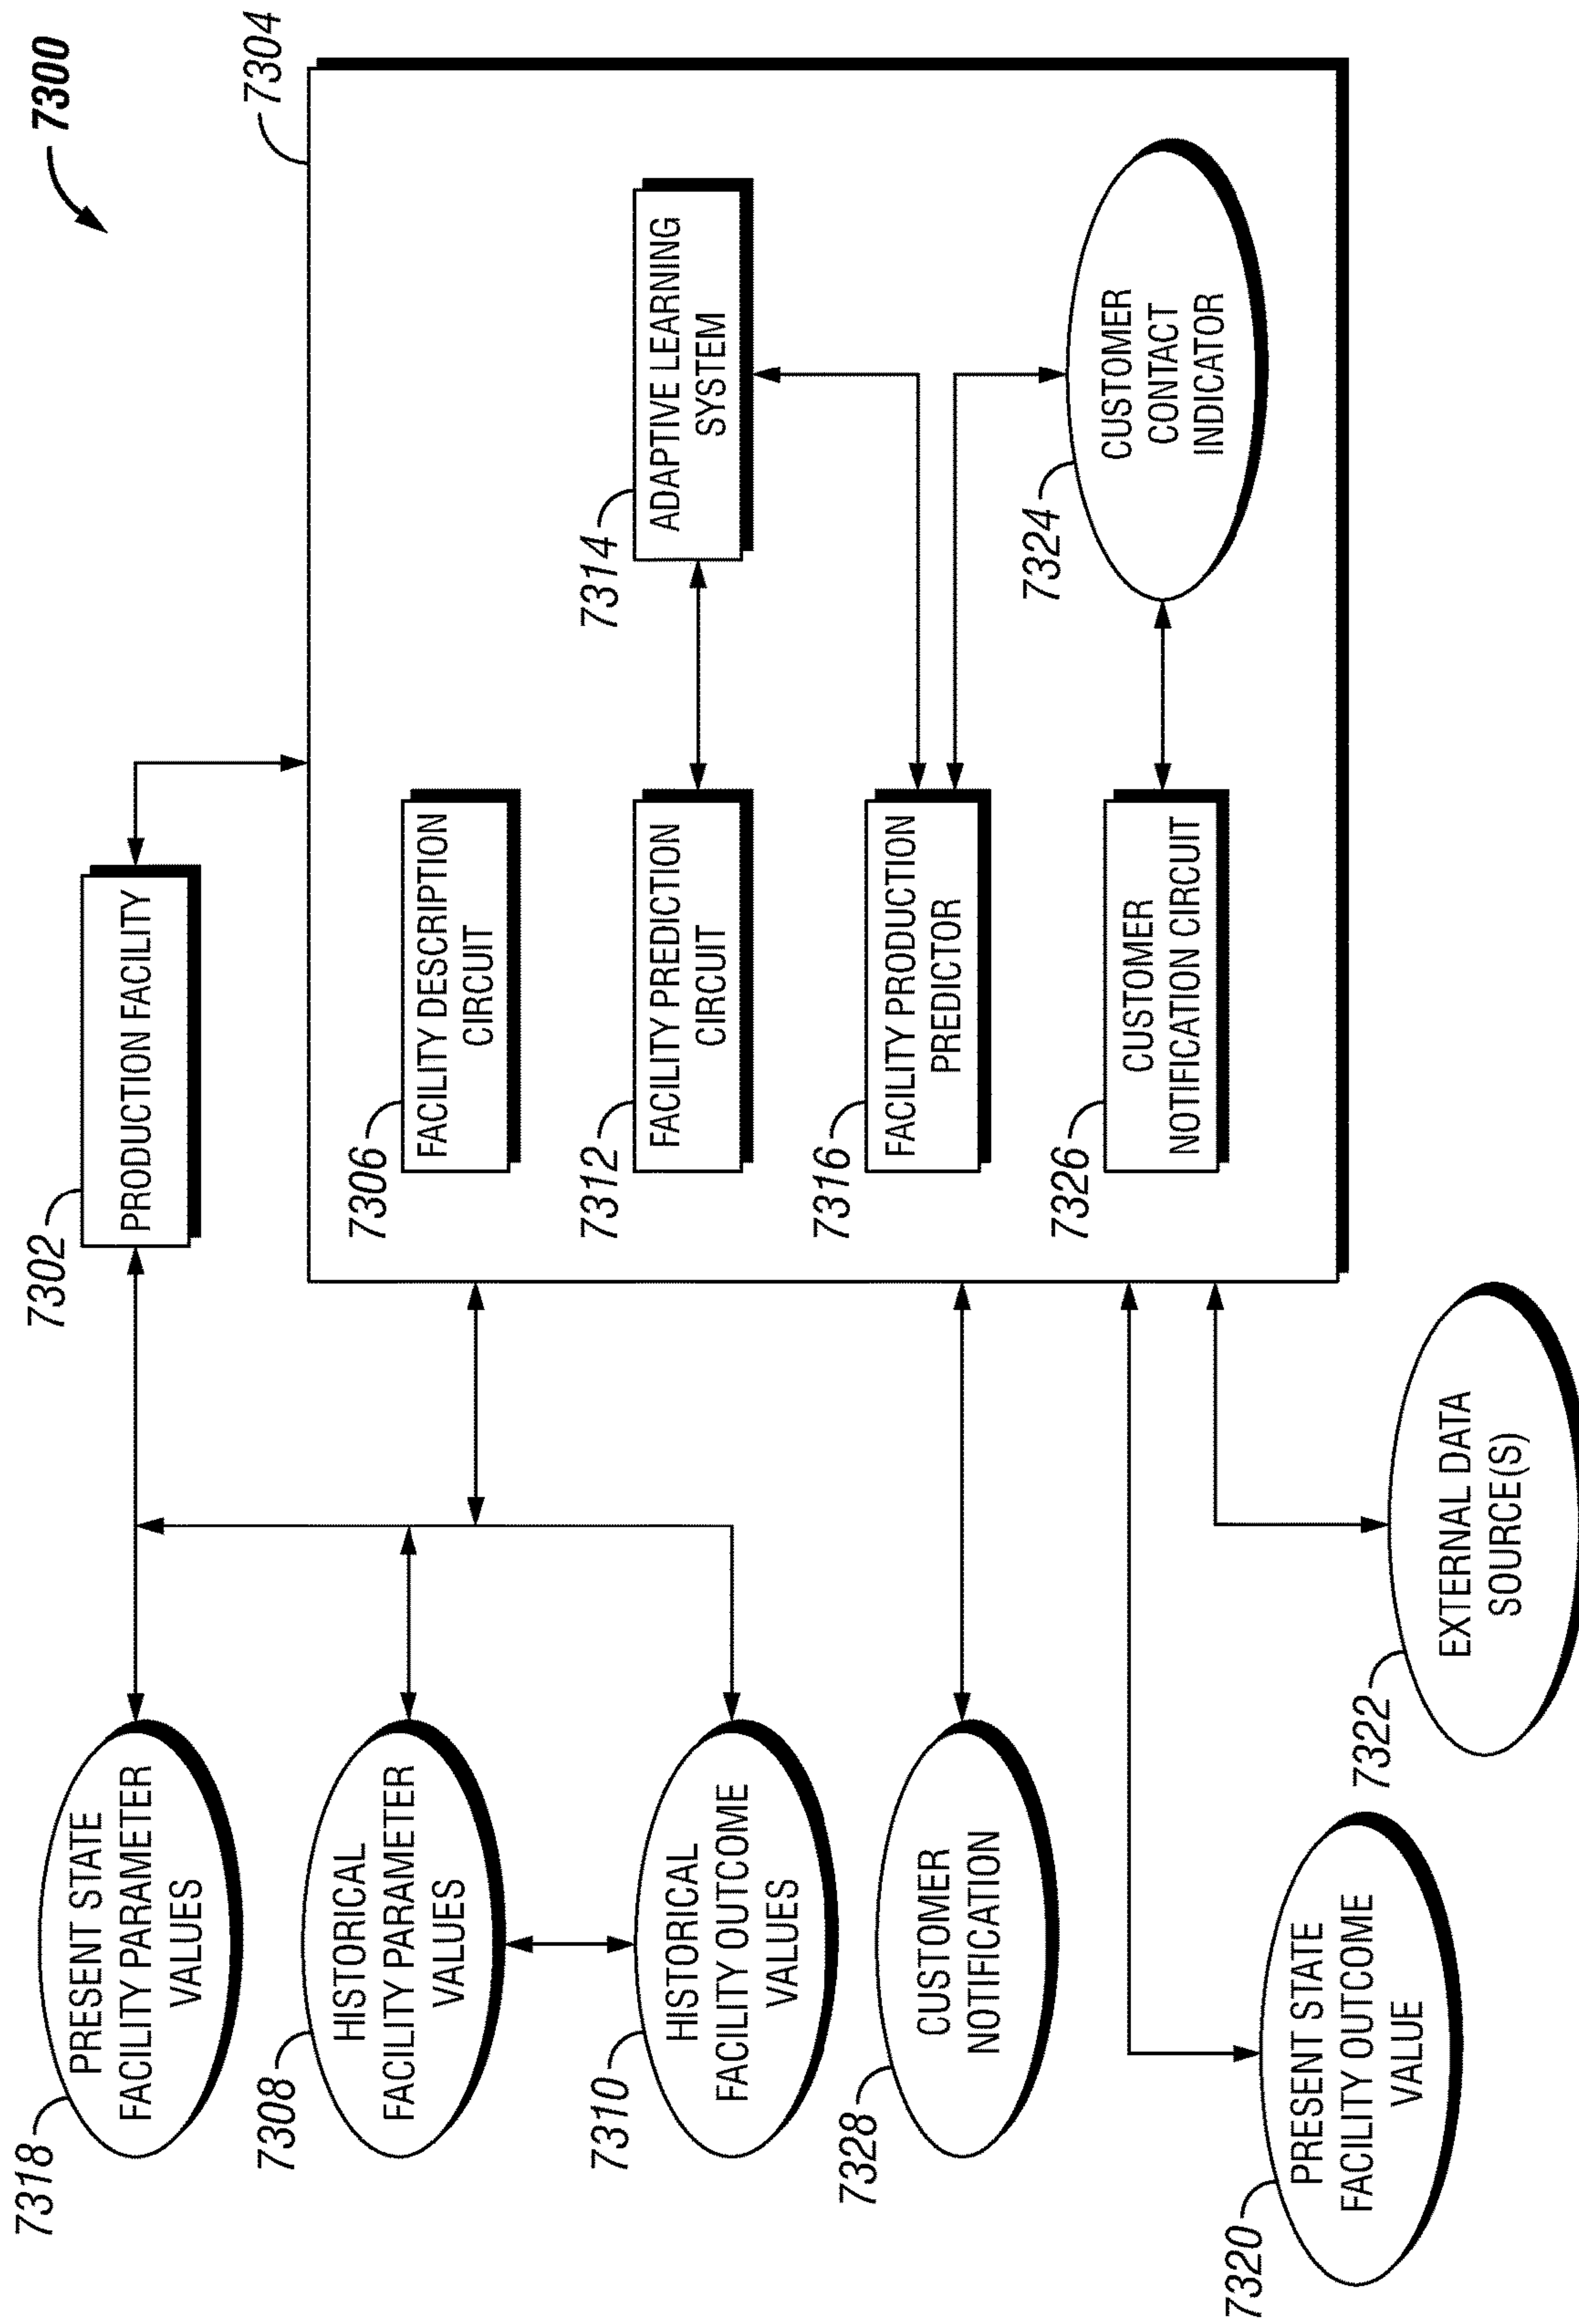 7300
7302
PRODUCTION FACILITY
7304
7318
PRESENT STATE
FACILITY PARAMETER
VALUES
7308
HISTORICAL
FACILITY PARAMETER
VALUES
7310
HISTORICAL
FACILITY OUTCOME
VALUES
7328
CUSTOMER
NOTIFICATION
7320
PRESENT STATE
FACILITY OUTCOME
VALUE
7322
EXTERNAL DATA
SOURCE(S)
7306
FACILITY DESCRIPTION
CIRCUIT
7312
FACILITY PREDICTION
CIRCUIT
7314
ADAPTIVE LEARNING
SYSTEM
7316
FACILITY PRODUCTION
PREDICTOR
7324
CUSTOMER
CONTACT
INDICATOR
7326
CUSTOMER
NOTIFICATION CIRCUIT